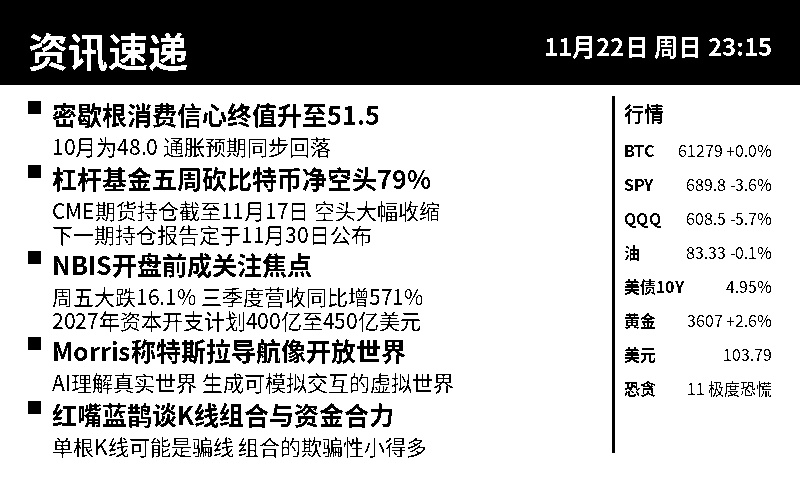 资讯速递
11月22日 周日 23:15
密歇根消费信心终值升至51.5
10月为48.0 通胀预期同步回落
杠杆基金五周砍比特币净空头79%
CME期货持仓截至11月17日 空头大幅收缩
下一期持仓报告定于11月30日公布
NBIS开盘前成关注焦点
周五大跌16.1% 三季度营收同比增571%
2027年资本开支计划400亿至450亿美元
Morris称特斯拉导航像开放世界
AI理解真实世界 生成可模拟交互的虚拟世界
红嘴蓝鹊谈K线组合与资金合力
单根K线可能是骗线 组合的欺骗性小得多
行情
BTC 61279 +0.0%
SPY 689.8 -3.6%
QQQ 608.5 -5.7%
油 83.33 -0.1%
美债10Y 4.95%
黄金 3607 +2.6%
美元 103.79
恐贪 11 极度恐慌